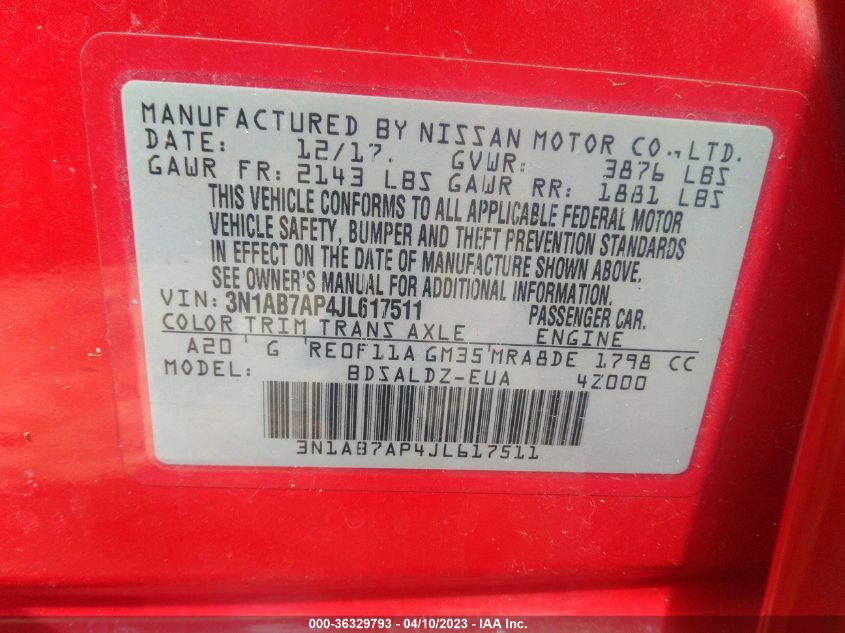 MANUFACTURED BY NISSAN MOTOR CO.,LTD.
DATE: 12/17. GVWR: 3876 LBS
GAWR FR: 2143 LBS GAWR RR: 1881 LBS
THIS VEHICLE CONFORMS TO ALL APPLICABLE FEDERAL MOTOR
VEHICLE SAFETY, BUMPER AND THEFT PREVENTION STANDARDS
IN EFFECT ON THE DATE OF MANUFACTURE SHOWN ABOVE.
SEE OWNER'S MANUAL FOR ADDITIONAL INFORMATION.
VIN: 3N1AB7AP4JL617511 PASSENGER CAR.
COLOR TRIM TRANS AXLE ENGINE
A20 G RE0F11A GM35 MRA8DE 1798 CC
MODEL: BDSALDZ-EUA 4Z000
3N1AB7AP4JL617511
000-36329793 - 04/10/2023 - IAA Inc.